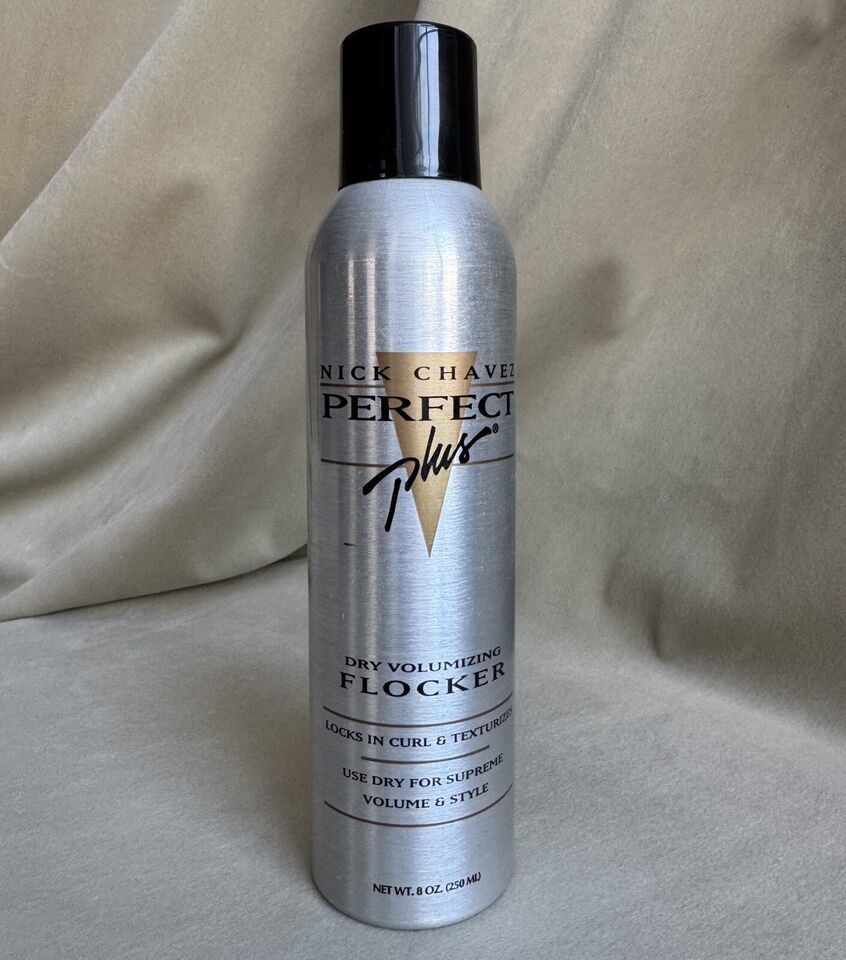 NICK CHAVEZ
PERFECT
plus®
DRY VOLUMIZING
FLOCKER
LOCKS IN CURL & TEXTURIZES
USE DRY FOR SUPREME
VOLUME & STYLE
NET WT. 8 OZ. (250 ML)